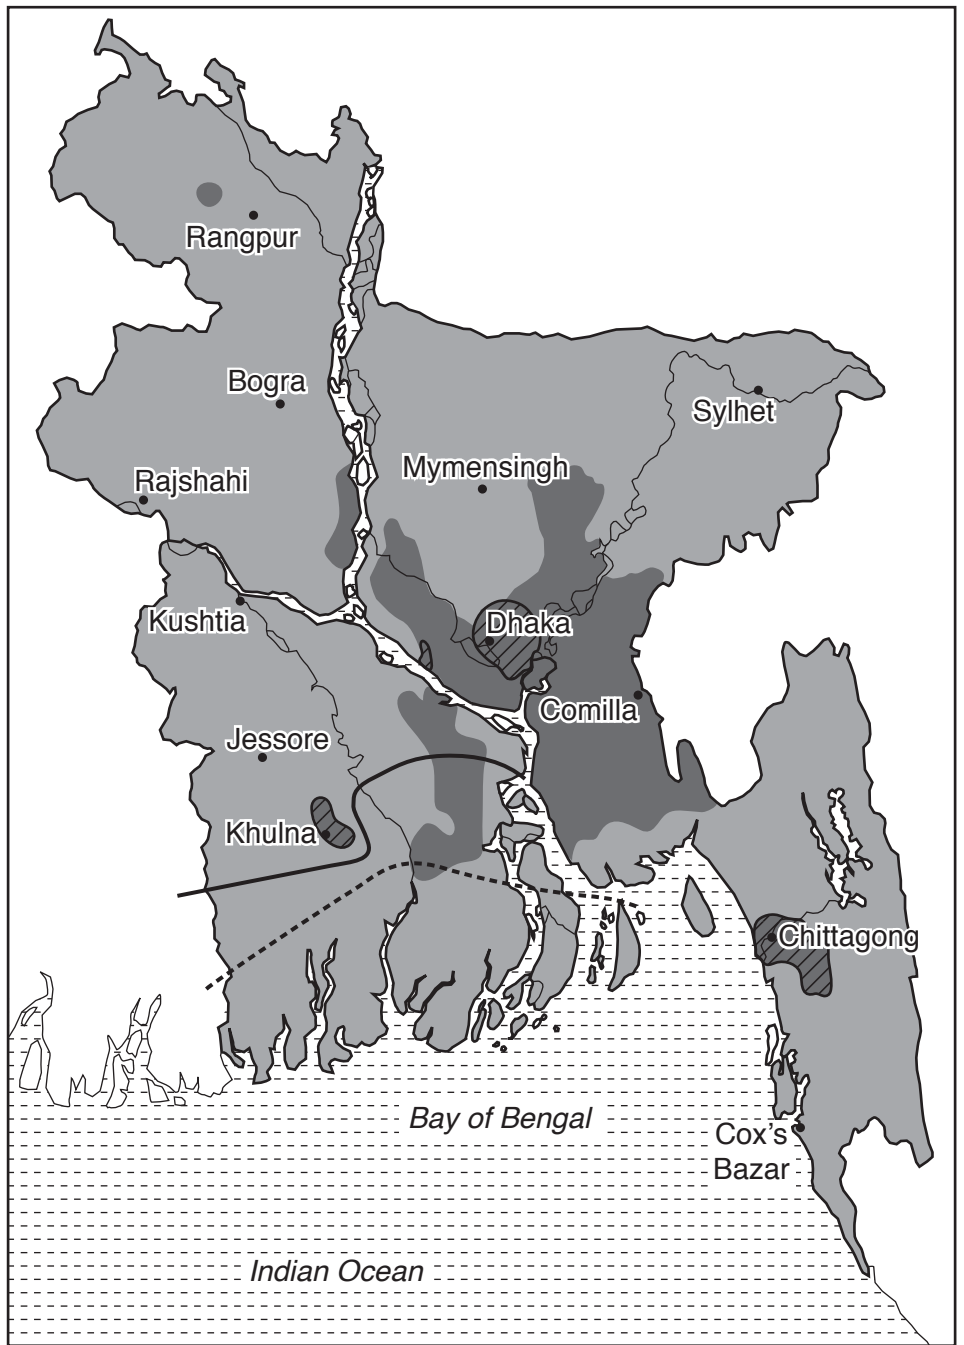 Rangpur
Bogra
Sylhet
Mymensingh
Rajshahi
Dhaka
Kushtia
Comilla
Jessore
Khulna
Chittagong
Bay of Bengal
Cox's
Bazar
Indian Ocean